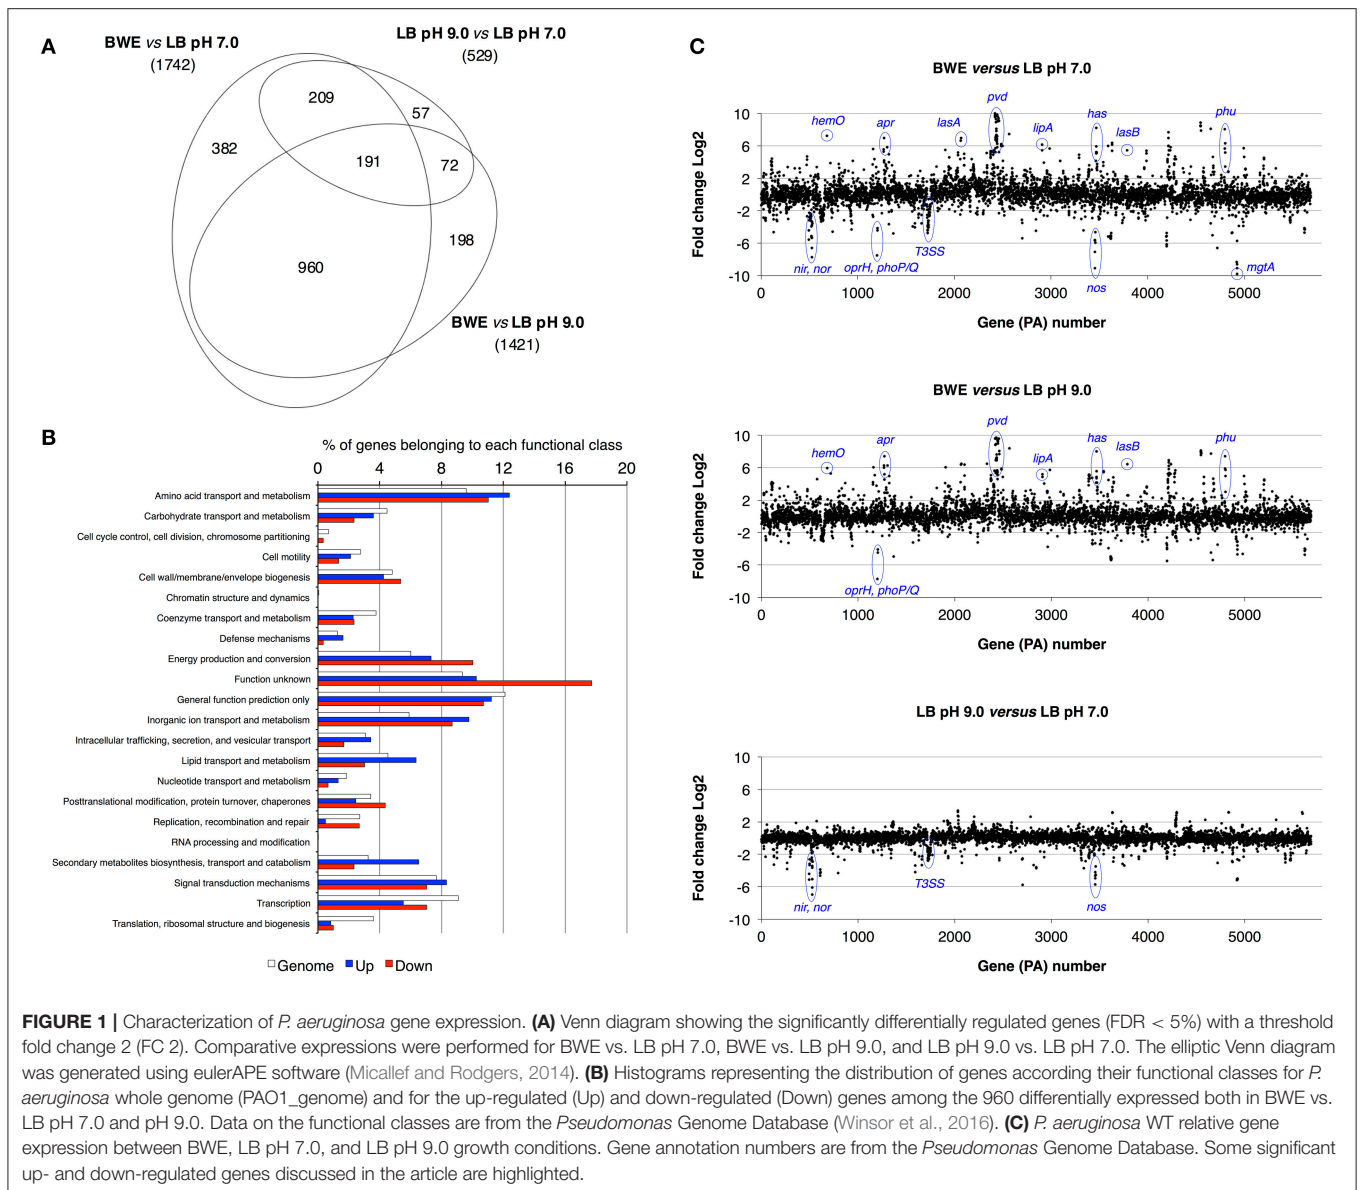 A
BWE vs LB pH 7.0
(1742)
LB pH 9.0 vs LB pH 7.0
(529)
209
57
382
191
72
198
960
BWE vs LB pH 9.0
(1421)
B
% of genes belonging to each functional class
0 4 8 12 16 20
Amino acid transport and metabolism
Carbohydrate transport and metabolism
Cell cycle control, cell division, chromosome partitioning
Cell motility
Cell wall/membrane/envelope biogenesis
Chromatin structure and dynamics
Coenzyme transport and metabolism
Defense mechanisms
Energy production and conversion
Function unknown
General function prediction only
Inorganic ion transport and metabolism
Intracellular trafficking, secretion, and vesicular transport
Lipid transport and metabolism
Nucleotide transport and metabolism
Posttranslational modification, protein turnover, chaperones
Replication, recombination and repair
RNA processing and modification
Secondary metabolites biosynthesis, transport and catabolism
Signal transduction mechanisms
Transcription
Translation, ribosomal structure and biogenesis
Genome Up Down
C
BWE versus LB pH 7.0
Fold change Log2
10
6
2
-2
-6
-10
hemO
apr
lasA
pvd
lipA
has
lasB
phu
nir, nor
oprH, phoP/Q
T3SS
nos
mgtA
0 1000 2000 3000 4000 5000
Gene (PA) number
BWE versus LB pH 9.0
Fold change Log2
10
6
2
-2
-6
-10
hemO
apr
pvd
lipA
has
lasB
phu
oprH, phoP/Q
0 1000 2000 3000 4000 5000
Gene (PA) number
LB pH 9.0 versus LB pH 7.0
Fold change Log2
10
6
2
-2
-6
-10
nir, nor
T3SS
nos
0 1000 2000 3000 4000 5000
Gene (PA) number
FIGURE 1 | Characterization of P. aeruginosa gene expression. (A) Venn diagram showing the significantly differentially regulated genes (FDR < 5%) with a threshold
fold change 2 (FC 2). Comparative expressions were performed for BWE vs. LB pH 7.0, BWE vs. LB pH 9.0, and LB pH 9.0 vs. LB pH 7.0. The elliptic Venn diagram
was generated using eulerAPE software (Micallef and Rodgers, 2014). (B) Histograms representing the distribution of genes according their functional classes for P.
aeruginosa whole genome (PAO1_genome) and for the up-regulated (Up) and down-regulated (Down) genes among the 960 differentially expressed both in BWE vs.
LB pH 7.0 and pH 9.0. Data on the functional classes are from the Pseudomonas Genome Database (Winsor et al., 2016). (C) P. aeruginosa WT relative gene
expression between BWE, LB pH 7.0, and LB pH 9.0 growth conditions. Gene annotation numbers are from the Pseudomonas Genome Database. Some significant
up- and down-regulated genes discussed in the article are highlighted.